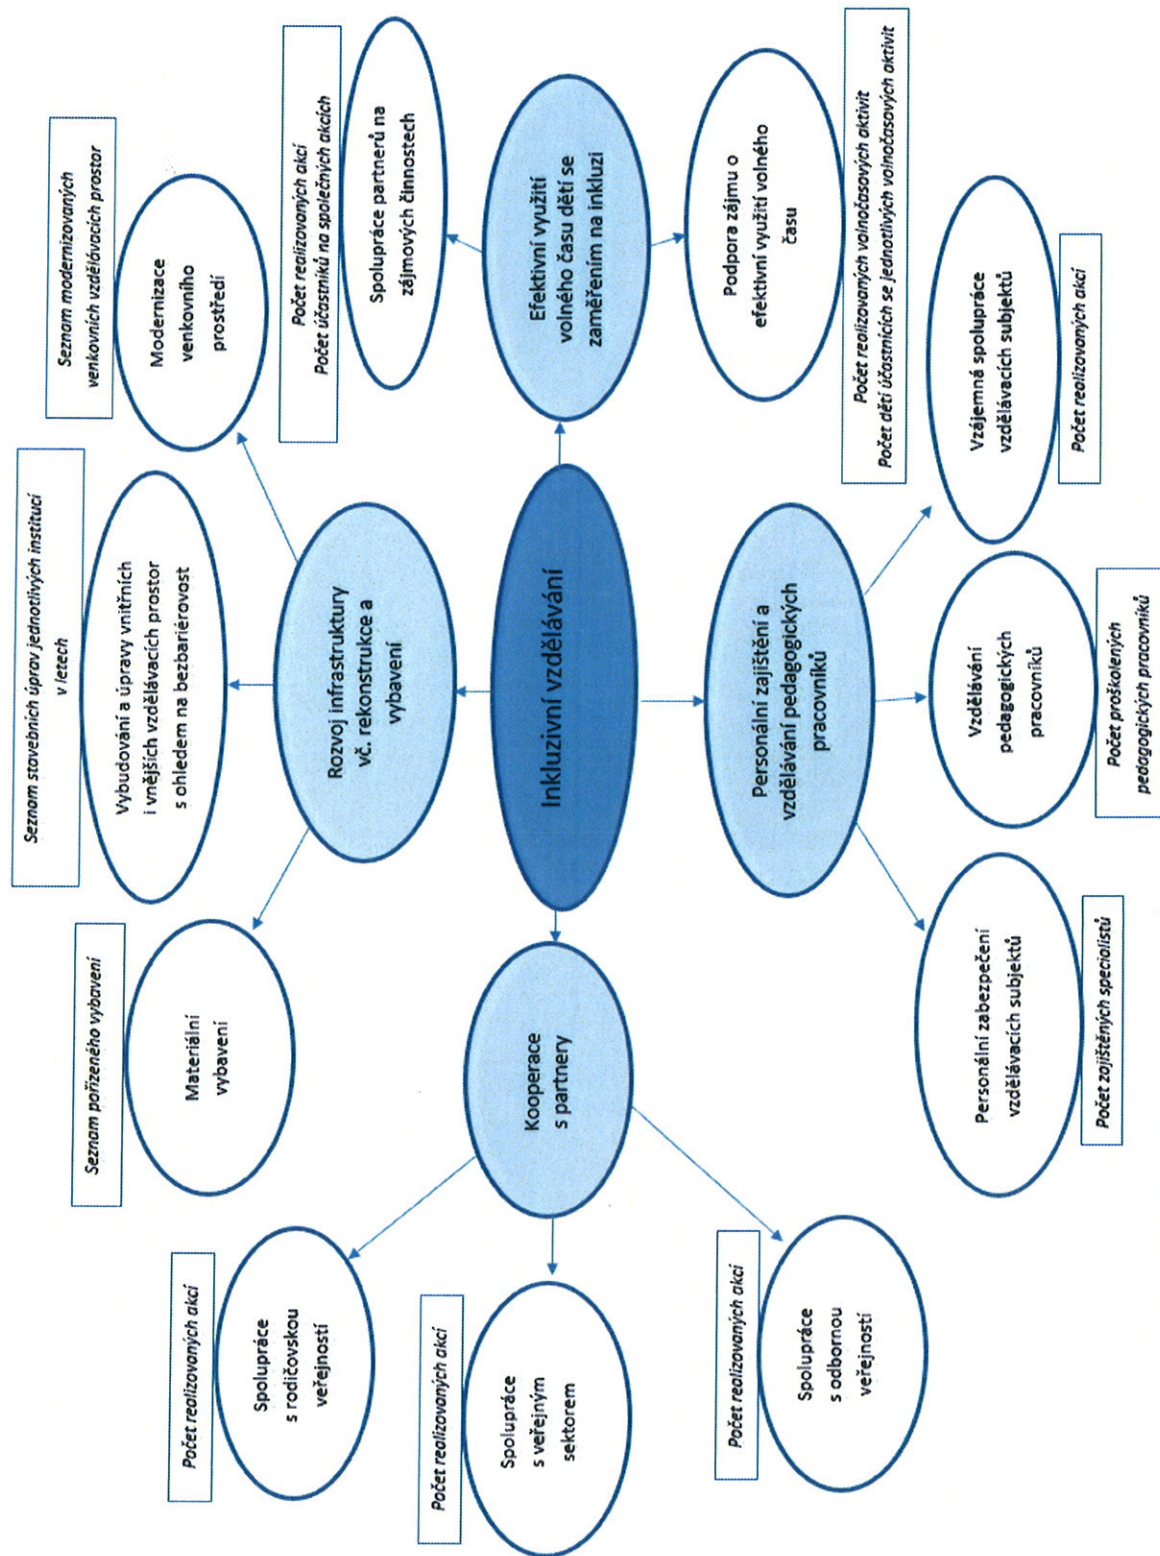 Seznam stavebních úprav jednotlivých institucí
v letech
Seznam modernizovaných
venkovních vzdělávacích prostor
Seznam pořízeného vybavení
Vybudování a úpravy vnitřních
i vnějších vzdělávacích prostor
s ohledem na bezbariérovost
Modernizace
venkovního
prostředí
Materiální
vybavení
Počet realizovaných akcí
Počet účastníků na společných akcích
Spolupráce partnerů na
zájmových činnostech
Rozvoj infrastruktury
vč. rekonstrukce a
vybavení
Počet realizovaných akcí
Spolupráce
s rodičovskou
veřejností
Počet realizovaných akcí
Spolupráce
s veřejným
sektorem
Kooperace
s partnery
Inkluzivní vzdělávání
Efektivní využití
volného času dětí se
zaměřením na inkluzi
Počet realizovaných akcí
Spolupráce
s odbornou
veřejností
Personální zajištění a
vzdělávání pedagogických
pracovníků
Podpora zájmu o
efektivní využití volného
času
Počet realizovaných volnočasových aktivit
Počet dětí účastnících se jednotlivých volnočasových aktivit
Personální zabezpečení
vzdělávacích subjektů
Počet zajištěných specialistů
Vzdělávání
pedagogických
pracovníků
Počet proškolených
pedagogických pracovníků
Vzájemná spolupráce
vzdělávacích subjektů
Počet realizovaných akcí